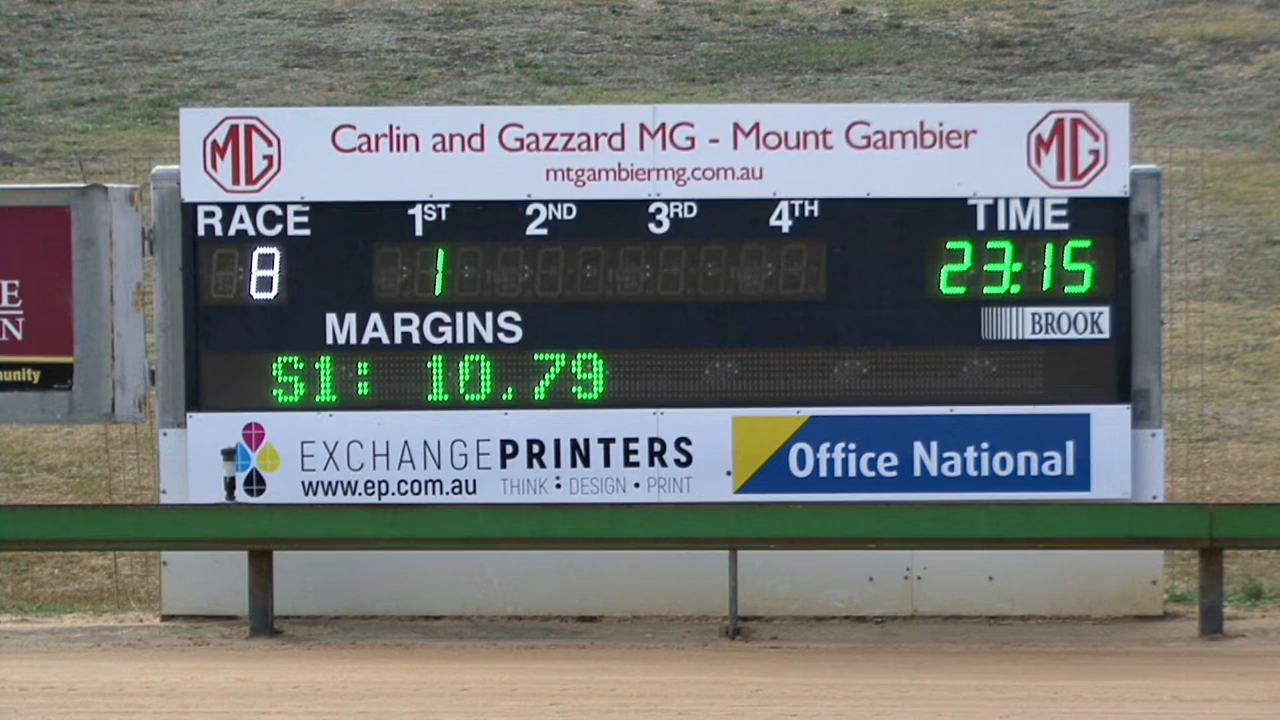 MG Carlin and Gazzard MG - Mount Gambier MG
mtgambiermg.com.au
RACE 1ST 2ND 3RD 4TH TIME
8 1 23:15
MARGINS BROOK
S1: 10.79
EXCHANGEPRINTERS Office National
www.ep.com.au THINK • DESIGN • PRINT
E
N
unity